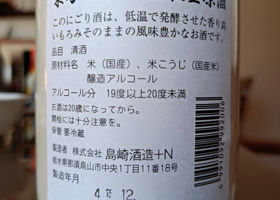 このにごり酒は、低温で発酵させた香り高
いもろみそのままの風味豊かなお酒です。
品目 清酒
原材料名 米（国産）、米こうじ（国産米）
醸造アルコール
アルコール分 19度以上20度未満
お酒は20歳になってから。
開栓には十分注意を。
保管 要冷蔵
製造者 株式会社 島崎酒造+N
栃木県那須烏山市中央1丁目11番18号
製造年月
4 12
4 991092 922006